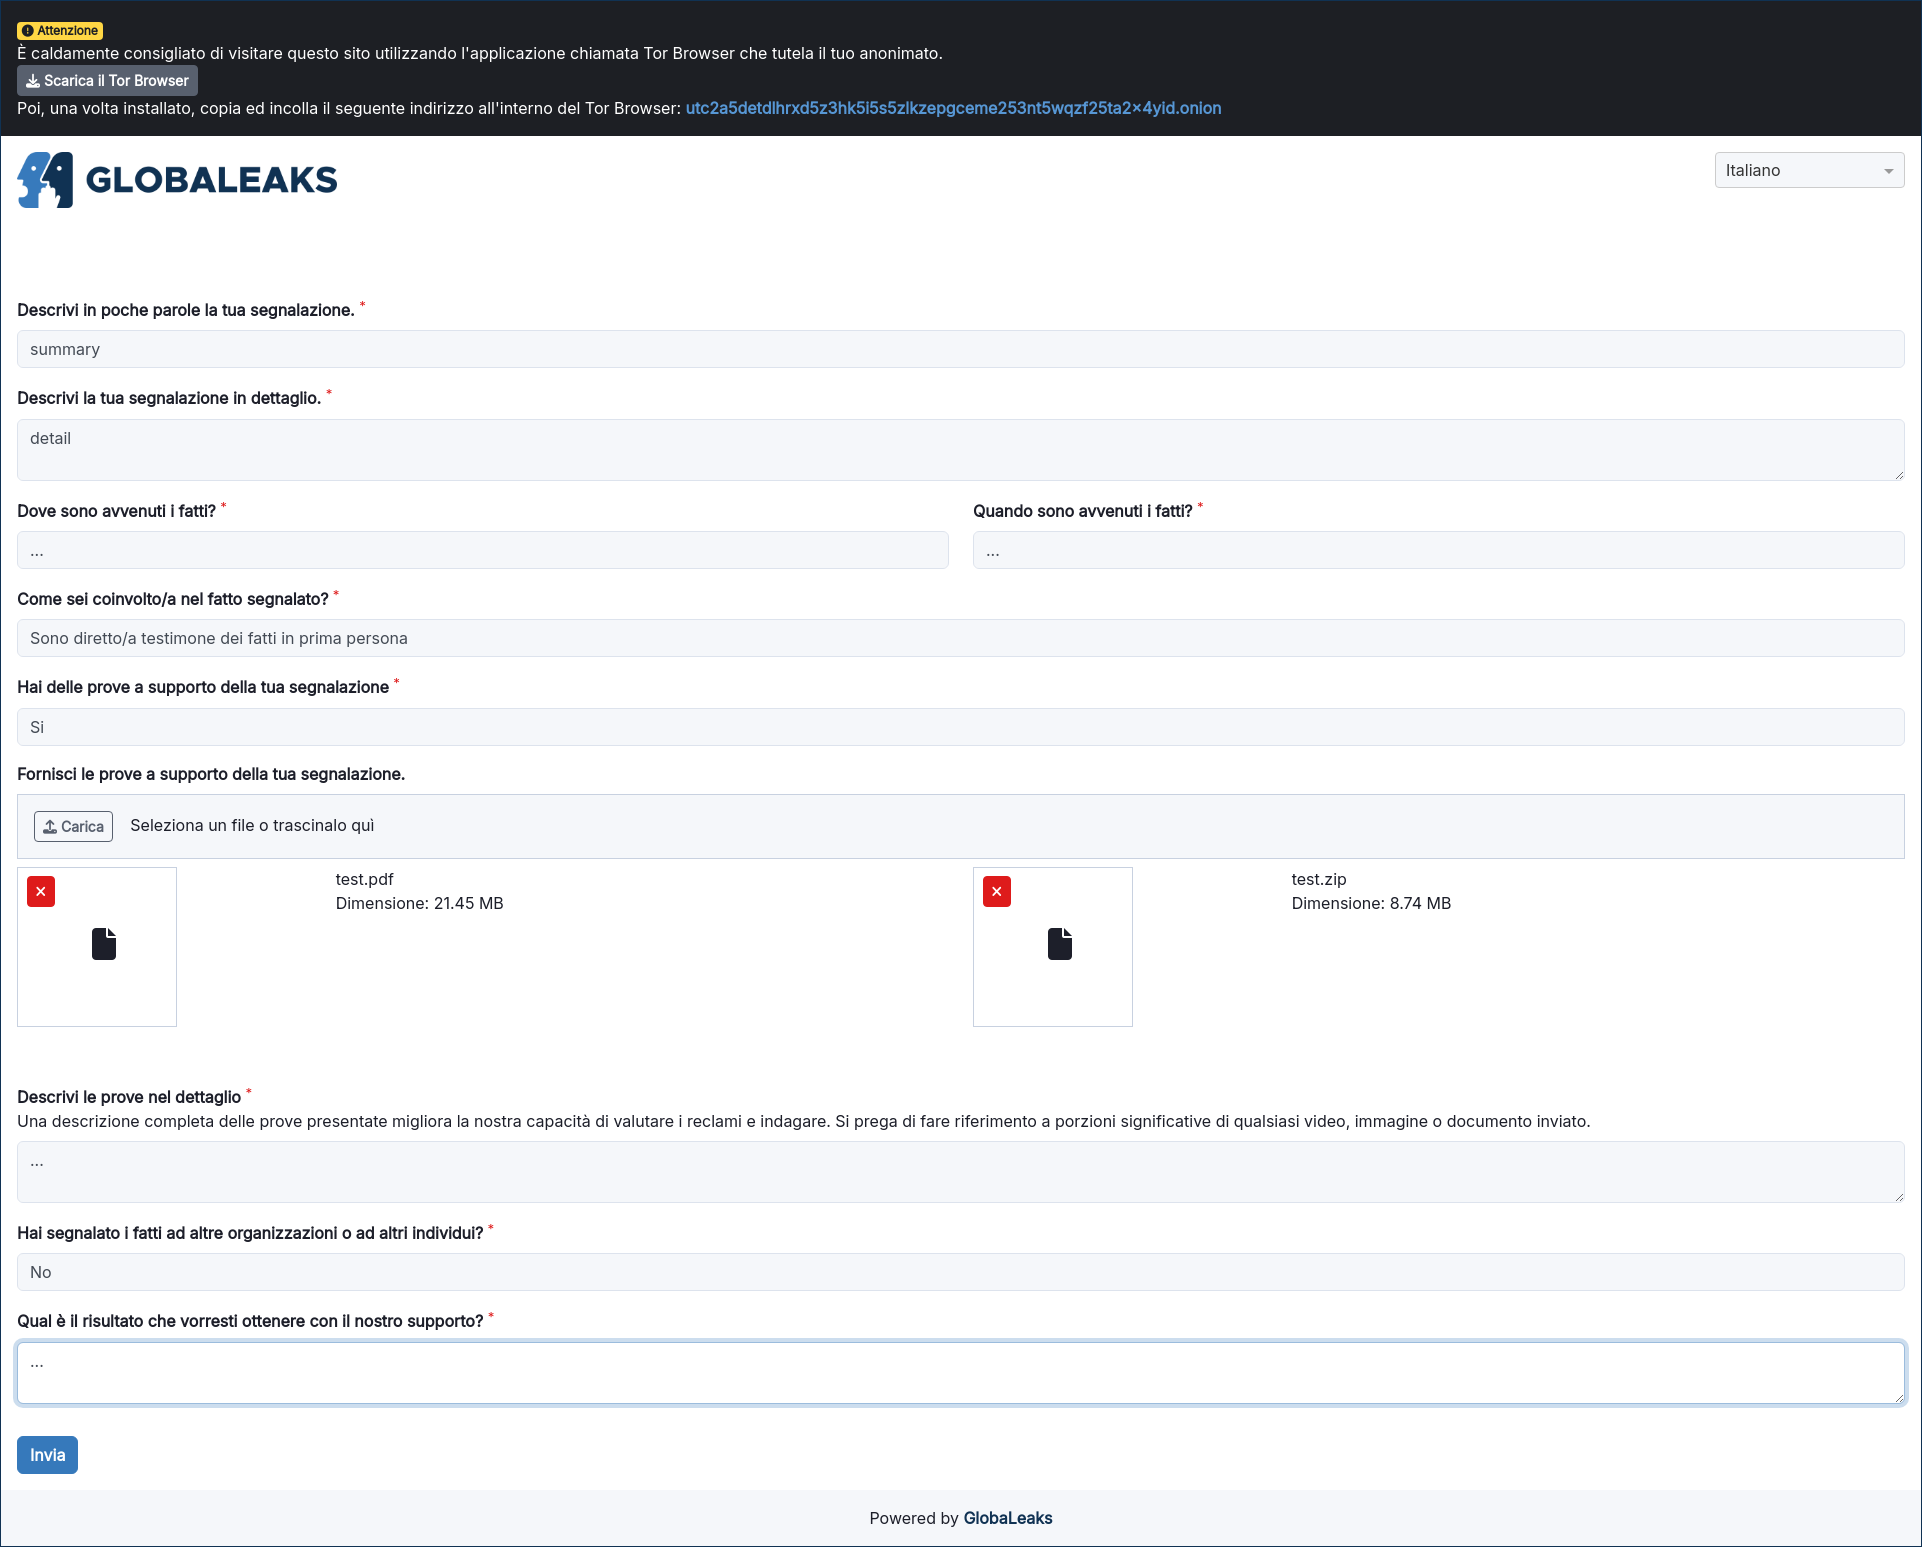 Attenzione
È caldamente consigliato di visitare questo sito utilizzando l'applicazione chiamata Tor Browser che tutela il tuo anonimato.
Scarica il Tor Browser
Poi, una volta installato, copia ed incolla il seguente indirizzo all'interno del Tor Browser: utc2a5detdlhrxd5z3hk5l5s5zlkzepgceme253nt5wqzf25ta2x4yid.onion
GLOBALEAKS
Italiano
Descrivi in poche parole la tua segnalazione. *
summary
Descrivi la tua segnalazione in dettaglio. *
detail
Dove sono avvenuti i fatti? *
Quando sono avvenuti i fatti? *
...
...
Come sei coinvolto/a nel fatto segnalato? *
Sono diretto/a testimone dei fatti in prima persona
Hai delle prove a supporto della tua segnalazione *
Si
Fornisci le prove a supporto della tua segnalazione.
Carica
Seleziona un file o trascinalo quì
test.pdf
Dimensione: 21.45 MB
test.zip
Dimensione: 8.74 MB
Descrivi le prove nel dettaglio *
Una descrizione completa delle prove presentate migliora la nostra capacità di valutare i reclami e indagare. Si prega di fare riferimento a porzioni significative di qualsiasi video, immagine o documento inviato.
...
Hai segnalato i fatti ad altre organizzazioni o ad altri individui? *
No
Qual è il risultato che vorresti ottenere con il nostro supporto? *
...
Invia
Powered by GlobaLeaks